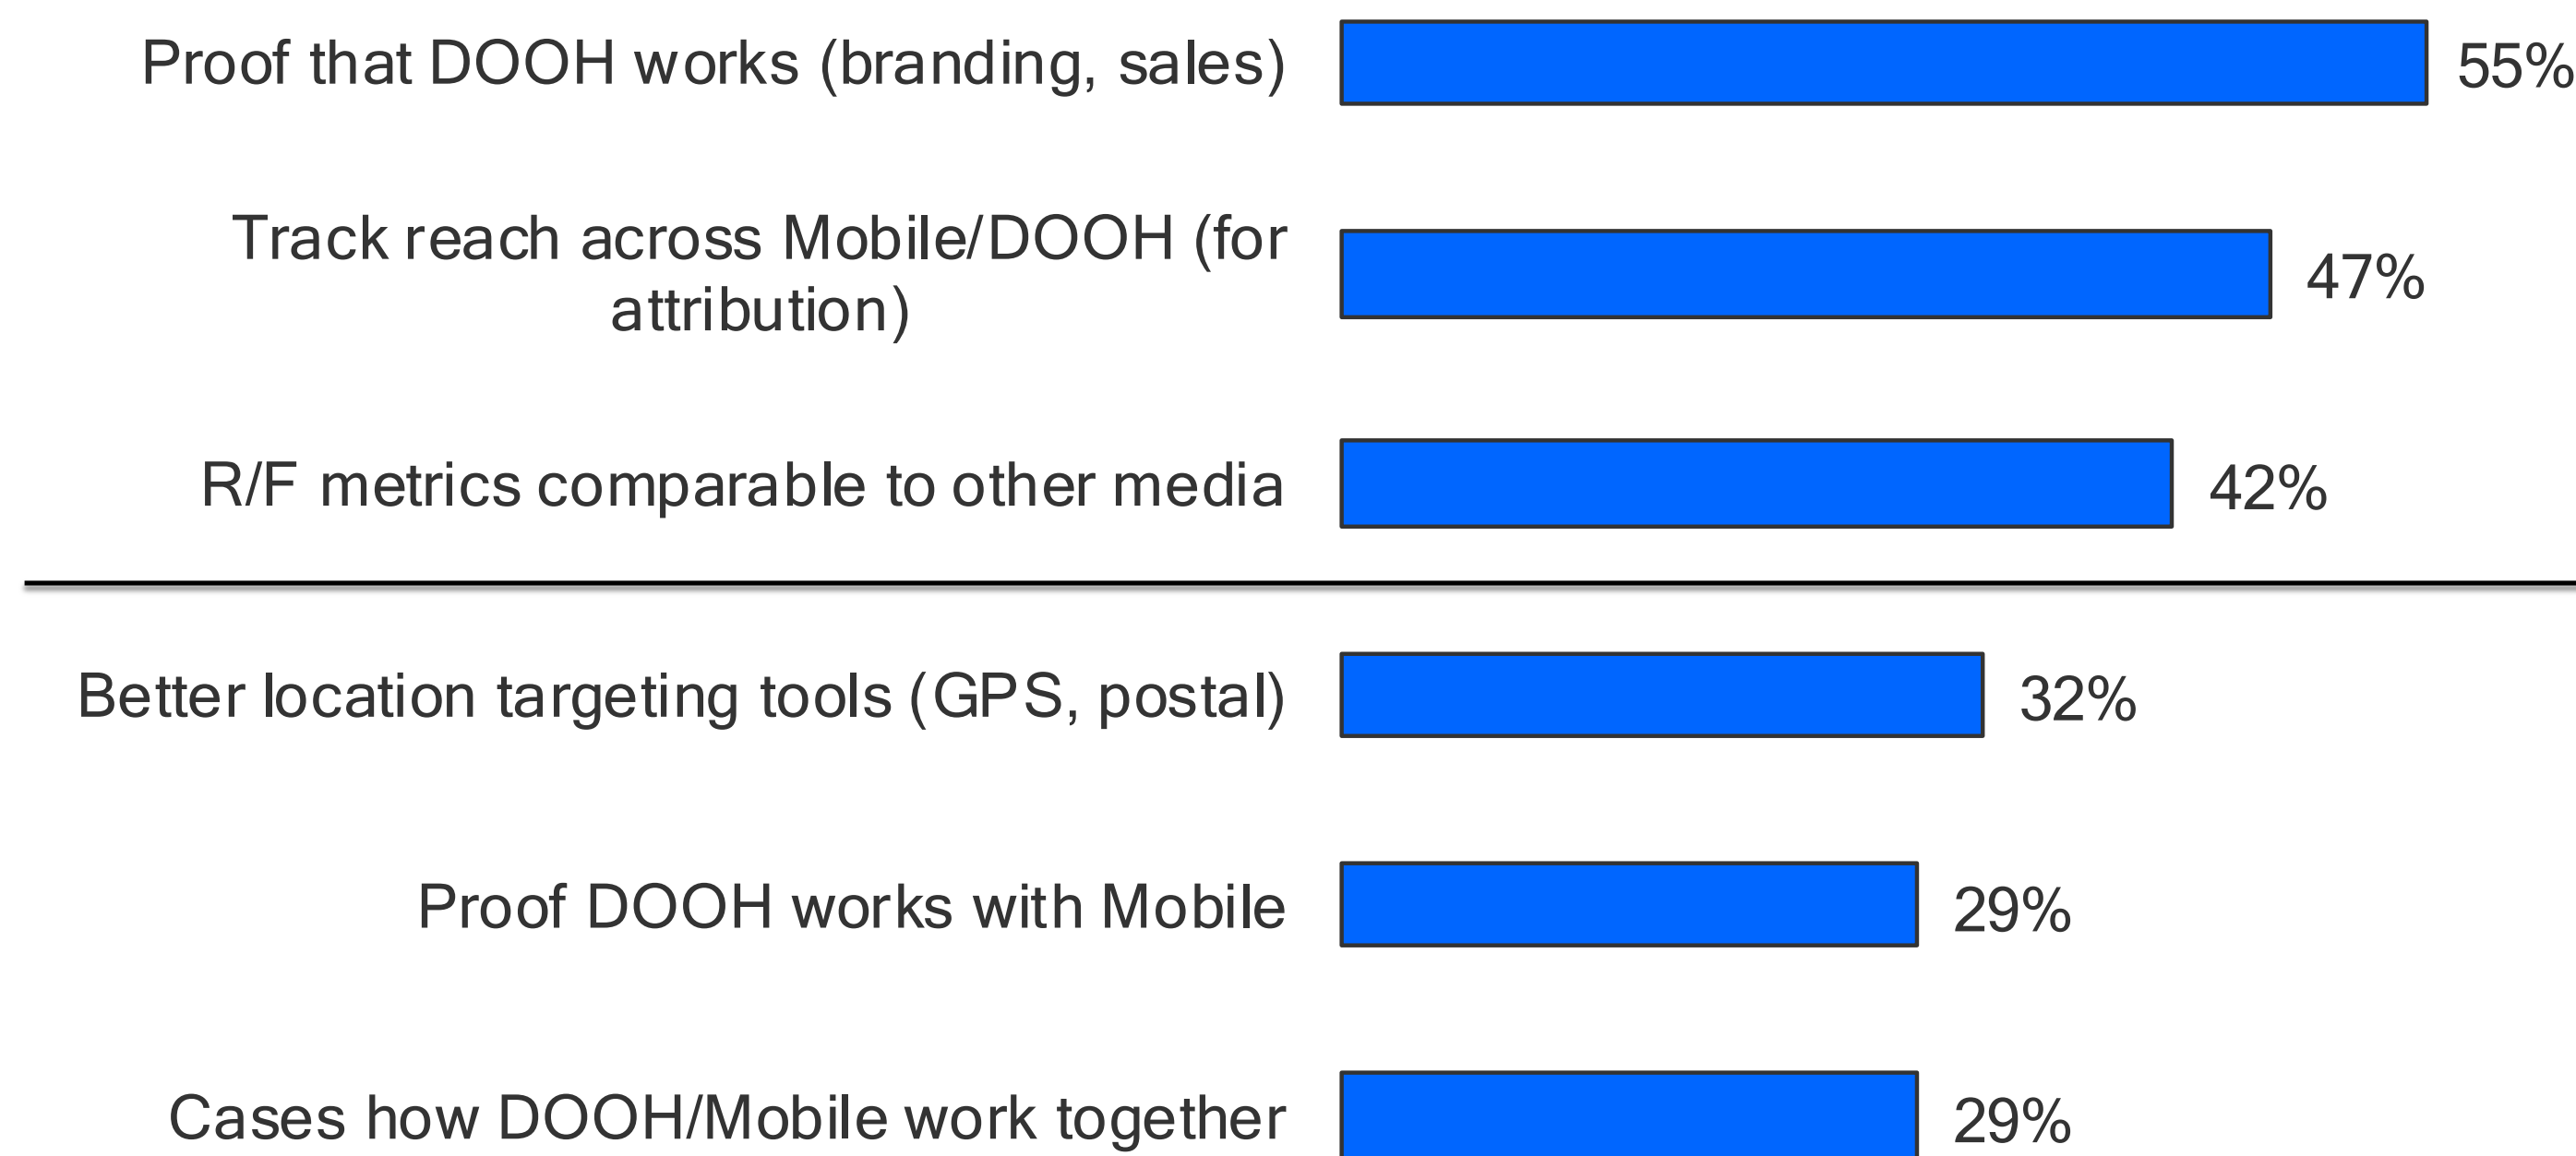 Proof that DOOH works (branding, sales) 55%
Track reach across Mobile/DOOH (for
attribution) 47%
R/F metrics comparable to other media 42%
Better location targeting tools (GPS, postal) 32%
Proof DOOH works with Mobile 29%
Cases how DOOH/Mobile work together 29%